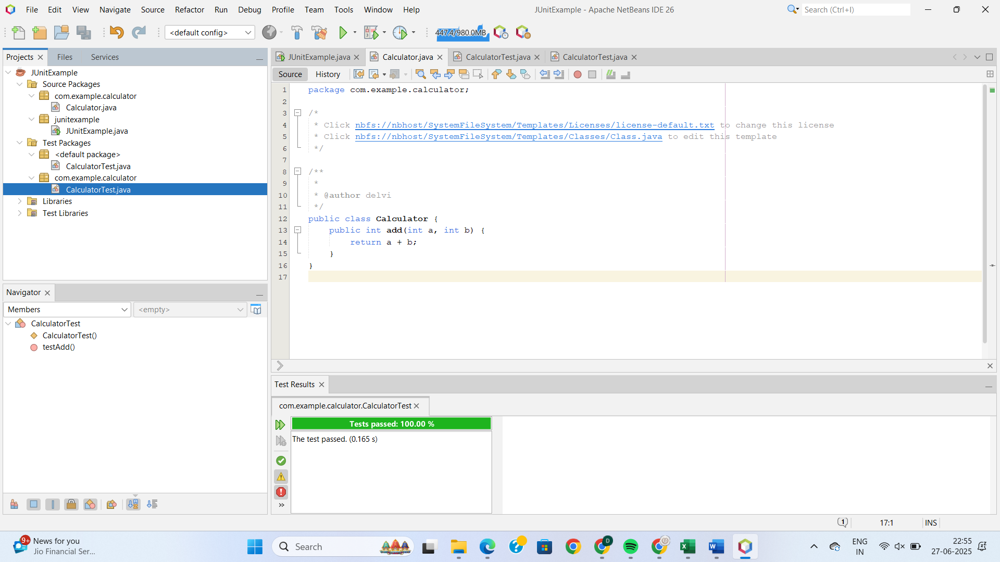 File Edit View Navigate Source Refactor Run Debug Profile Team Tools Window Help
JUnitExample - Apache NetBeans IDE 26
Search (Ctrl+I)
<default config>
447.4/980.0MB
Projects Files Services
JUnitExample
Source Packages
com.example.calculator
Calculator.java
junitexample
JUnitExample.java
Test Packages
<default package>
CalculatorTest.java
com.example.calculator
CalculatorTest.java
Libraries
Test Libraries
Navigator
Members <empty>
CalculatorTest
CalculatorTest()
testAdd()
JUnitExample.java Calculator.java CalculatorTest.java CalculatorTest.java
Source History
1 package com.example.calculator;
2
3 /*
4 * Click nbfs://nbhost/SystemFileSystem/Templates/Licenses/license-default.txt to change this license
5 * Click nbfs://nbhost/SystemFileSystem/Templates/Classes/Class.java to edit this template
6 */
7
8 /**
9 *
10 * @author delvi
11 */
12 public class Calculator {
13 public int add(int a, int b) {
14 return a + b;
15 }
16 }
17
Test Results
com.example.calculator.CalculatorTest
Tests passed: 100.00 %
The test passed. (0.165 s)
1 17:1 INS
9+
News for you
Jio Financial Ser...
Search
D
ENG
IN
22:55
27-06-2025